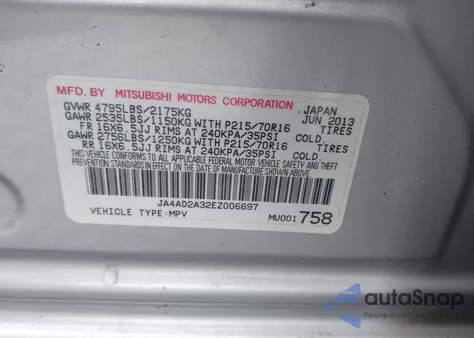 MFD. BY MITSUBISHI MOTORS CORPORATION JAPAN
GVWR 4795LBS/2175KG JUN 2013
GAWR 2535LBS/1150KG WITH P215/70R16 TIRES
FR 16X6.5JJ RIMS AT 240KPA/35PSI COLD.
GAWR 2756LBS/1250KG WITH P215/70R16 TIRES
RR 16X6.5JJ RIMS AT 240KPA/35PSI COLD.
THIS VEHICLE CONFORMS TO ALL APPLICABLE FEDERAL MOTOR VEHICLE SAFETY AND THEFT
PREVENTION STANDARDS IN EFFECT ON THE DATE OF MANUFACTURE SHOWN ABOVE.
JA4AD2A32EZ006697
VEHICLE TYPE:MPV MU001 758
autoSnap
Pewne auto z